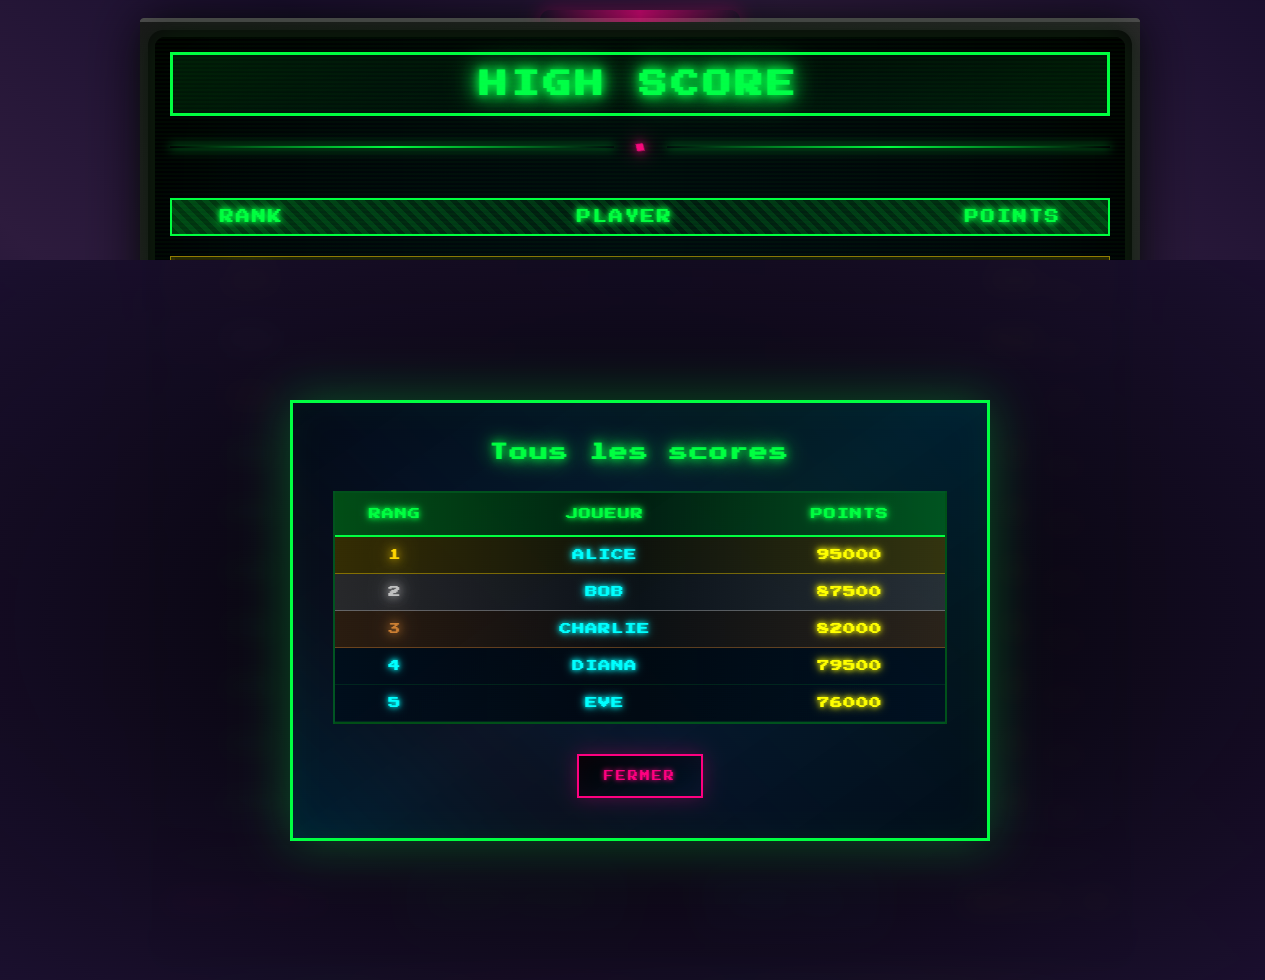 HIGH SCORE
RANK PLAYER POINTS
Tous les scores
RANG JOUEUR POINTS
1 ALICE 95000
2 BOB 87500
3 CHARLIE 82000
4 DIANA 79500
5 EVE 76000
FERMER